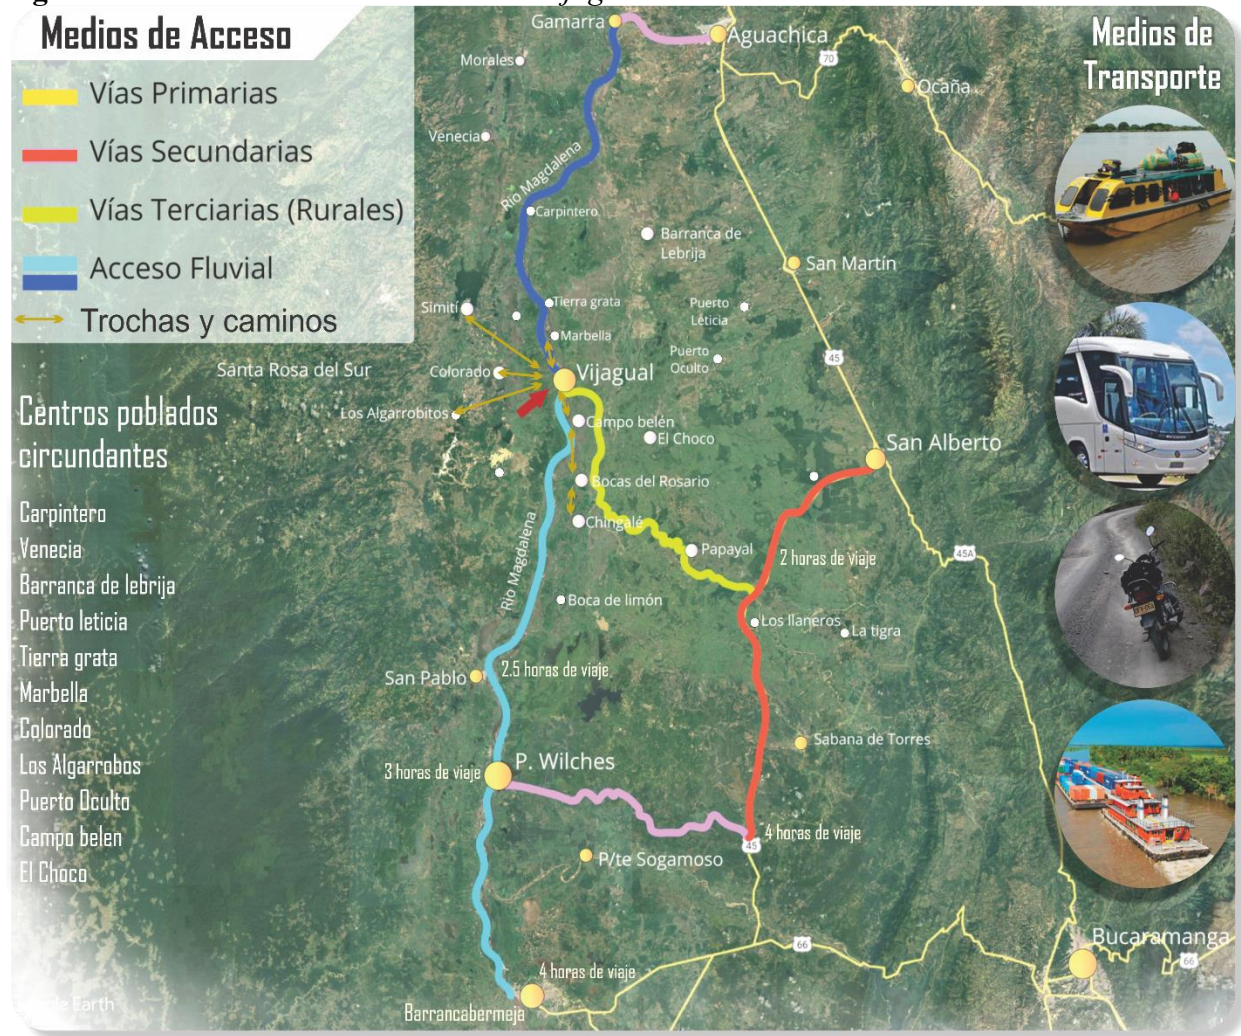 Medios de Acceso
Vías Primarias
Vías Secundarias
Vías Terciarias (Rurales)
Acceso Fluvial
Trochas y caminos
Medios de
Transporte
Gamarra
Aguachica
Morales
70
Ocaña
Venecia
Rio Magdalena
Carpintero
Barranca de
Lebrija
San Martín
Simití
Tierra grata
Puerto
Leticia
Marbella
Puerto
Oculto
45
Santa Rosa del Sur
Colorado
Vijagual
Los Algarrobitos
Campo belén
El Choco
San Alberto
Bocas del Rosario
Chingalé
Papayal
2 horas de viaje
45A
Rio Magdalena
Boca de limón
Los llaneros
La tigra
San Pablo
2.5 horas de viaje
Sabana de Torres
P. Wilches
3 horas de viaje
4 horas de viaje
45
P/te Sogamoso
66
Bucaramanga
66
4 horas de viaje
Barrancabermeja
Centros poblados
circundantes
Carpintero
Venecia
Barranca de lebrija
Puerto leticia
Tierra grata
Marbella
Colorado
Los Algarrobos
Puerto Oculto
Campo belen
El Choco
Earth